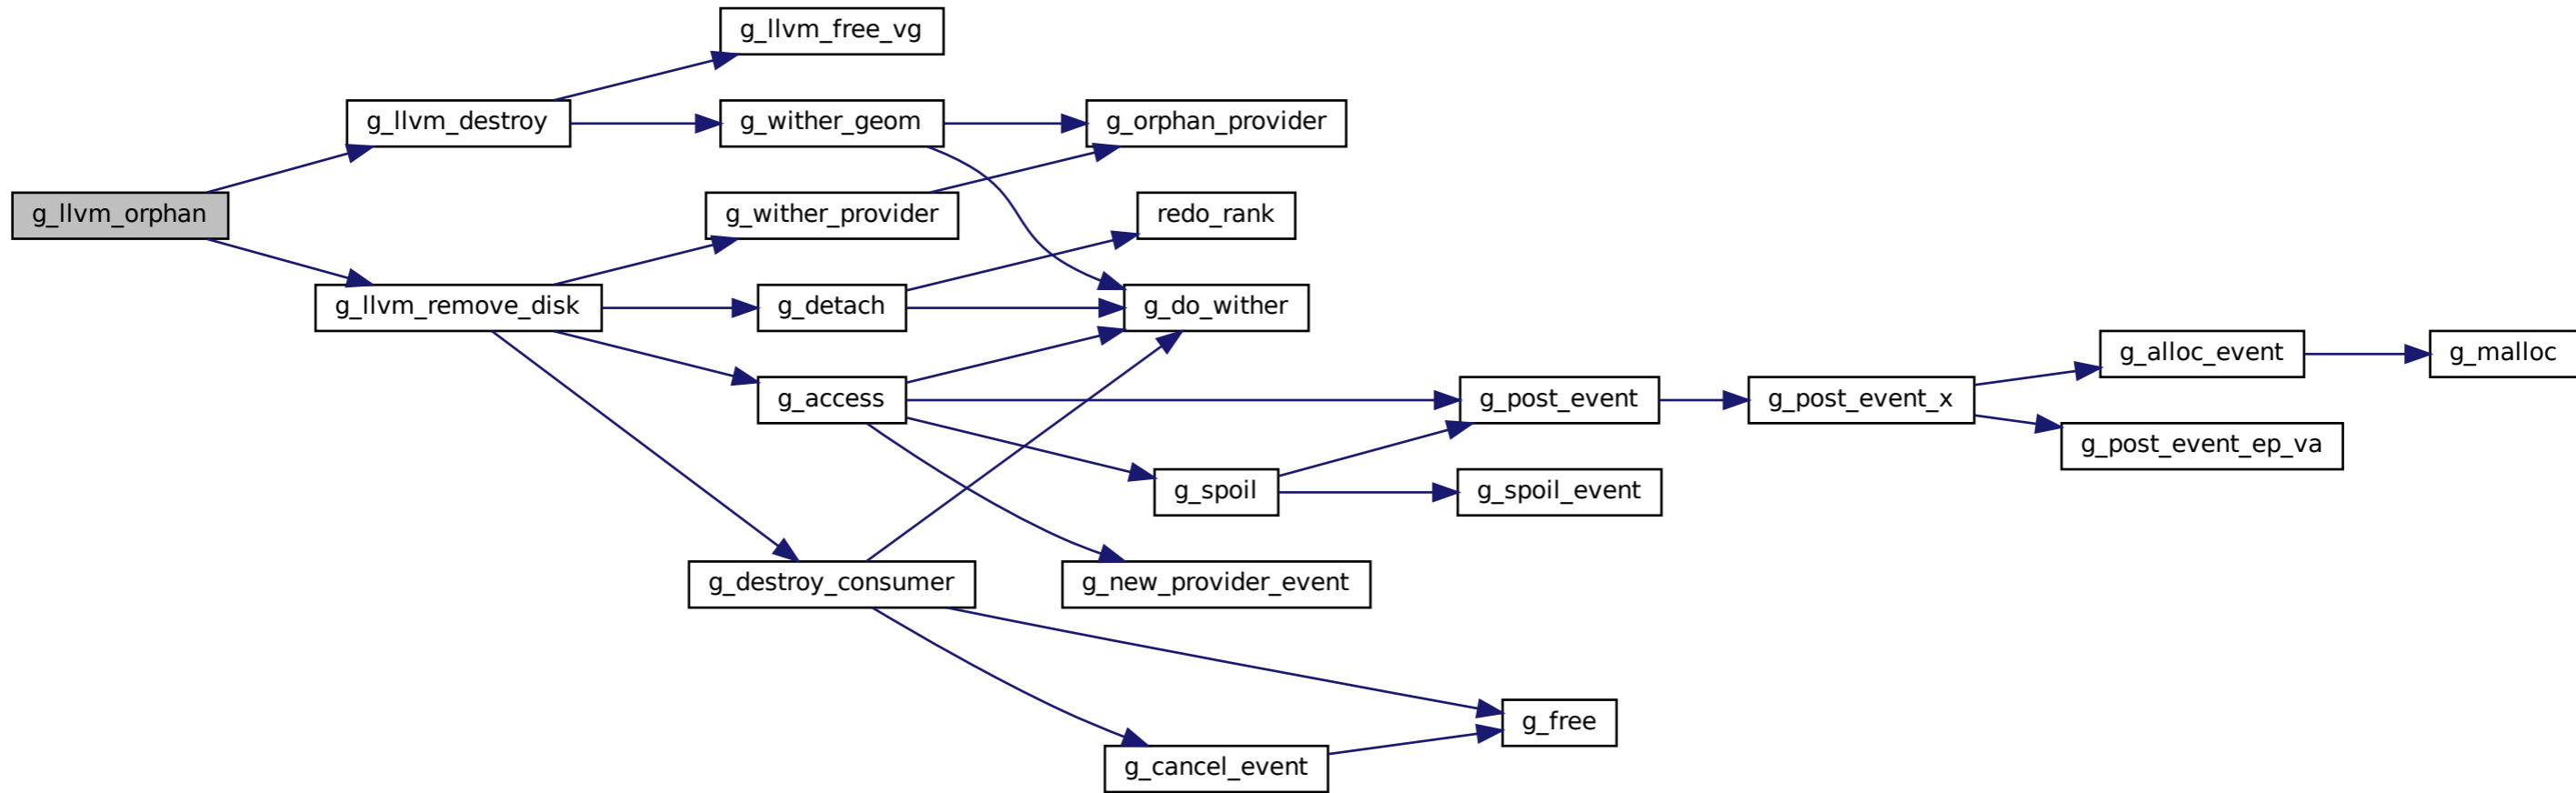 g_llvm_free_vg
g_llvm_destroy
g_wither_geom
g_orphan_provider
g_llvm_orphan
g_wither_provider
redo_rank
g_llvm_remove_disk
g_detach
g_do_wither
g_alloc_event
g_malloc
g_access
g_post_event
g_post_event_x
g_post_event_ep_va
g_spoil
g_spoil_event
g_destroy_consumer
g_new_provider_event
g_free
g_cancel_event